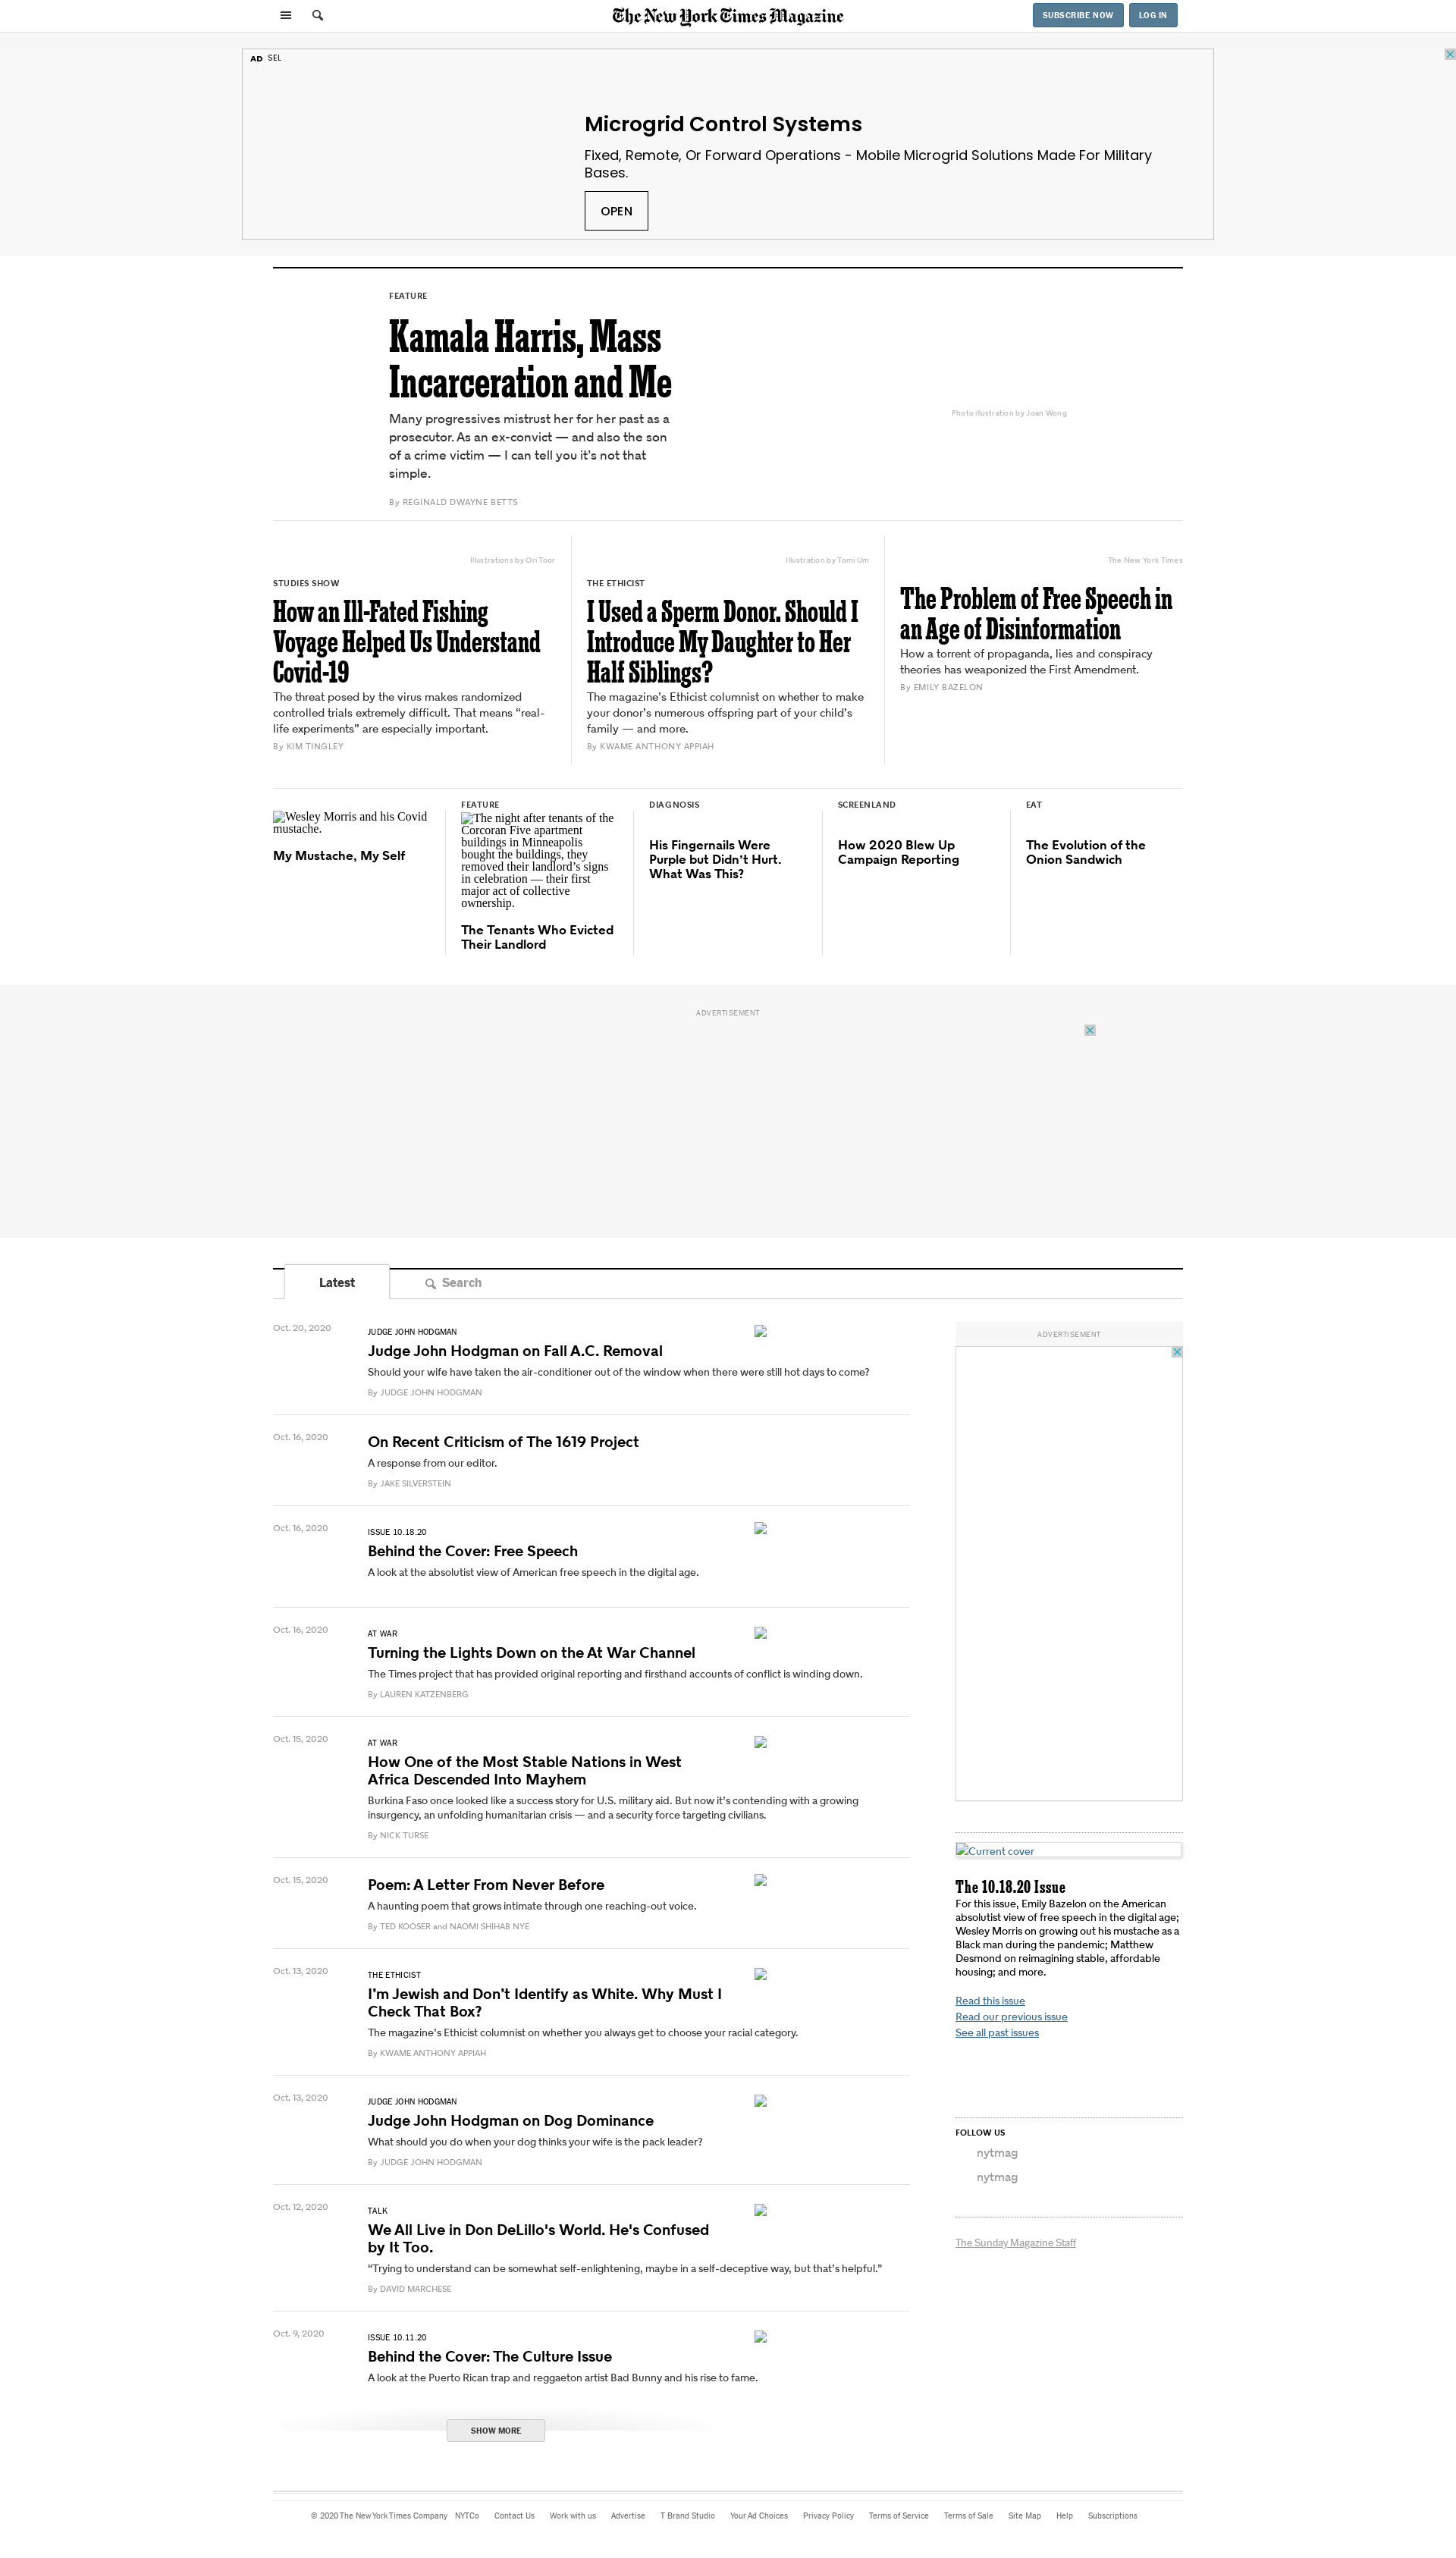 The New York Times Magazine
SUBSCRIBE NOW
LOG IN
AD SEL
Microgrid Control Systems
Fixed, Remote, Or Forward Operations - Mobile Microgrid Solutions Made For Military
Bases.
OPEN
FEATURE
Kamala Harris, Mass
Incarceration and Me
Many progressives mistrust her for her past as a
prosecutor. As an ex-convict — and also the son
of a crime victim — I can tell you it's not that
simple.
By REGINALD DWAYNE BETTS
Photo illustration by Joan Wong
Illustrations by Ori Toor
STUDIES SHOW
How an Ill-Fated Fishing
Voyage Helped Us Understand
Covid-19
The threat posed by the virus makes randomized
controlled trials extremely difficult. That means “real-
life experiments” are especially important.
By KIM TINGLEY
Illustration by Tomi Um
THE ETHICIST
I Used a Sperm Donor. Should I
Introduce My Daughter to Her
Half Siblings?
The magazine's Ethicist columnist on whether to make
your donor's numerous offspring part of your child's
family — and more.
By KWAME ANTHONY APPIAH
The New York Times
The Problem of Free Speech in
an Age of Disinformation
How a torrent of propaganda, lies and conspiracy
theories has weaponized the First Amendment.
By EMILY BAZELON
Wesley Morris and his Covid
mustache.
My Mustache, My Self
FEATURE
The night after tenants of the
Corcoran Five apartment
buildings in Minneapolis
bought the buildings, they
removed their landlord's signs
in celebration — their first
major act of collective
ownership.
The Tenants Who Evicted
Their Landlord
DIAGNOSIS
His Fingernails Were
Purple but Didn't Hurt.
What Was This?
SCREENLAND
How 2020 Blew Up
Campaign Reporting
EAT
The Evolution of the
Onion Sandwich
ADVERTISEMENT
Latest
Search
Oct. 20, 2020
JUDGE JOHN HODGMAN
Judge John Hodgman on Fall A.C. Removal
Should your wife have taken the air-conditioner out of the window when there were still hot days to come?
By JUDGE JOHN HODGMAN
Oct. 16, 2020
On Recent Criticism of The 1619 Project
A response from our editor.
By JAKE SILVERSTEIN
Oct. 16, 2020
ISSUE 10.18.20
Behind the Cover: Free Speech
A look at the absolutist view of American free speech in the digital age.
Oct. 16, 2020
AT WAR
Turning the Lights Down on the At War Channel
The Times project that has provided original reporting and firsthand accounts of conflict is winding down.
By LAUREN KATZENBERG
Oct. 15, 2020
AT WAR
How One of the Most Stable Nations in West
Africa Descended Into Mayhem
Burkina Faso once looked like a success story for U.S. military aid. But now it's contending with a growing
insurgency, an unfolding humanitarian crisis — and a security force targeting civilians.
By NICK TURSE
Oct. 15, 2020
Poem: A Letter From Never Before
A haunting poem that grows intimate through one reaching-out voice.
By TED KOOSER and NAOMI SHIHAB NYE
Oct. 13, 2020
THE ETHICIST
I'm Jewish and Don't Identify as White. Why Must I
Check That Box?
The magazine's Ethicist columnist on whether you always get to choose your racial category.
By KWAME ANTHONY APPIAH
Oct. 13, 2020
JUDGE JOHN HODGMAN
Judge John Hodgman on Dog Dominance
What should you do when your dog thinks your wife is the pack leader?
By JUDGE JOHN HODGMAN
Oct. 12, 2020
TALK
We All Live in Don DeLillo's World. He's Confused
by It Too.
“Trying to understand can be somewhat self-enlightening, maybe in a self-deceptive way, but that's helpful.”
By DAVID MARCHESE
Oct. 9, 2020
ISSUE 10.11.20
Behind the Cover: The Culture Issue
A look at the Puerto Rican trap and reggaeton artist Bad Bunny and his rise to fame.
SHOW MORE
ADVERTISEMENT
Current cover
The 10.18.20 Issue
For this issue, Emily Bazelon on the American
absolutist view of free speech in the digital age;
Wesley Morris on growing out his mustache as a
Black man during the pandemic; Matthew
Desmond on reimagining stable, affordable
housing; and more.
Read this issue
Read our previous issue
See all past issues
FOLLOW US
nytmag
nytmag
The Sunday Magazine Staff
© 2020 The New York Times Company NYTCo Contact Us Work with us Advertise T Brand Studio Your Ad Choices Privacy Policy Terms of Service Terms of Sale Site Map Help Subscriptions